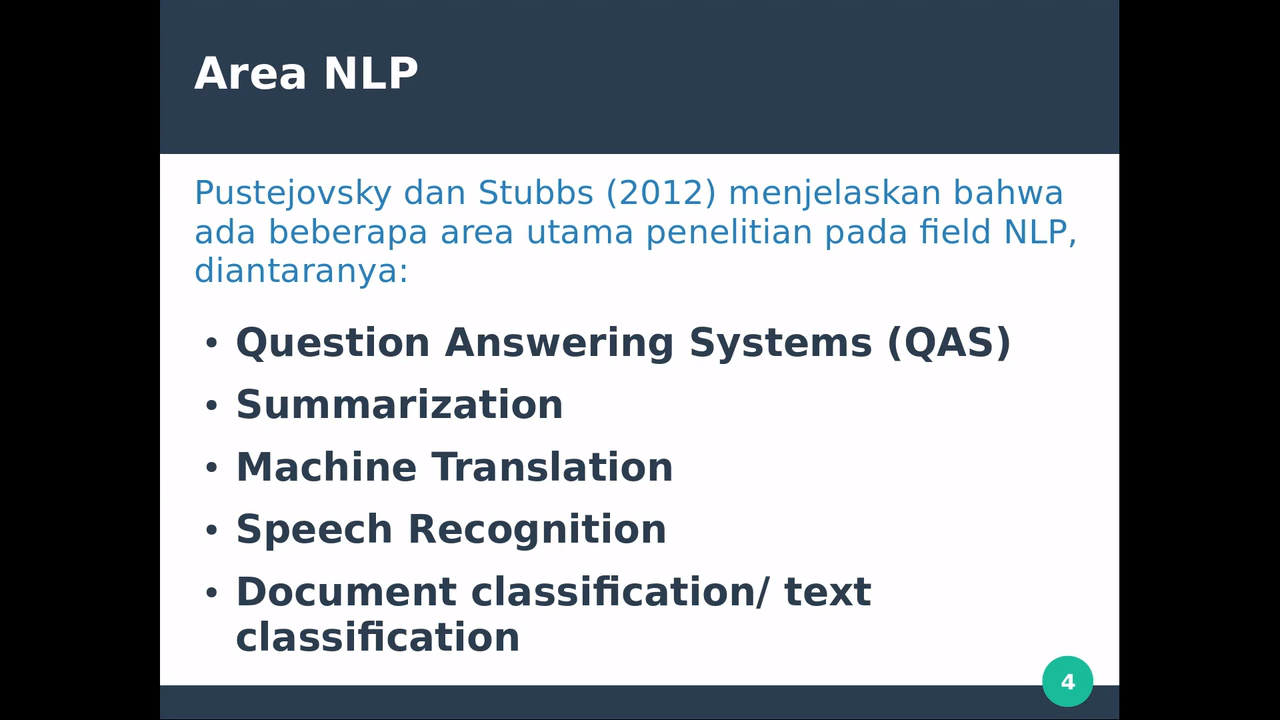 Area NLP
Pustejovsky dan Stubbs (2012) menjelaskan bahwa
ada beberapa area utama penelitian pada field NLP,
diantaranya:
• Question Answering Systems (QAS)
• Summarization
• Machine Translation
• Speech Recognition
• Document classification/ text
classification
4